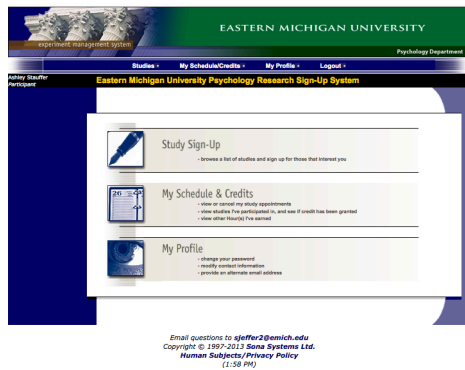 EASTERN MICHIGAN UNIVERSITY
experiment management system
Psychology Department
Studies My Schedule/Credits My Profile Logout
Ashley Stauffer
Participant
Eastern Michigan University Psychology Research Sign-Up System
Study Sign-Up
- browse a list of studies and sign up for those that interest you
26
My Schedule & Credits
- view or cancel my study appointments
- view studies I've participated in, and see if credit has been granted
- view other Hour(s) I've earned
My Profile
- change your password
- modify contact information
- provide an alternate email address
Email questions to sjeffer2@emich.edu
Copyright © 1997-2013 Sona Systems Ltd.
Human Subjects/Privacy Policy
(1:58 PM)